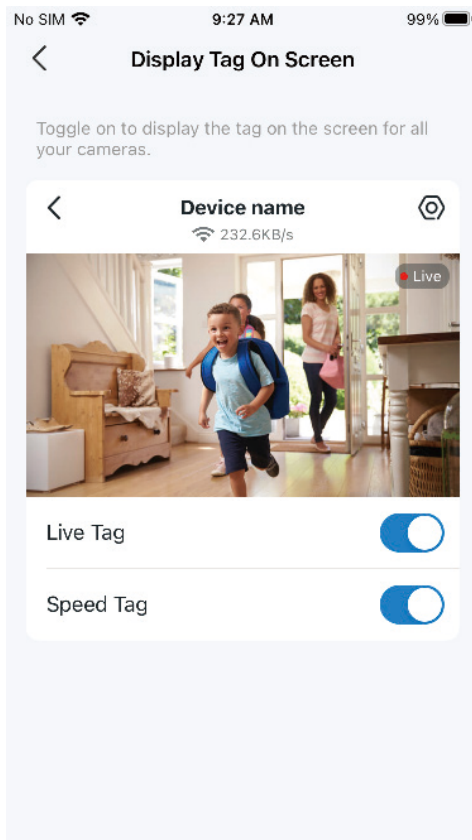 No SIM 9:27 AM 99%
Display Tag On Screen
Toggle on to display the tag on the screen for all
your cameras.
Device name
232.6KB/s
Live
Live Tag
Speed Tag